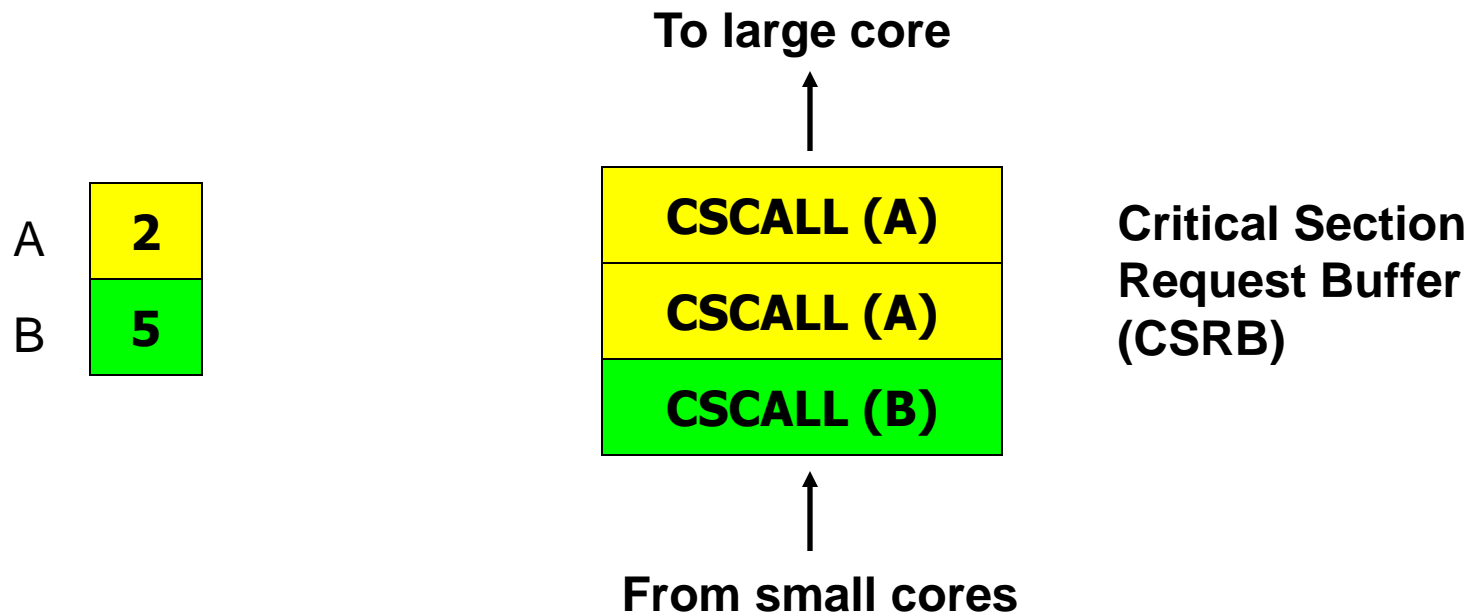 To large core
A
2
B
5
CSCALL (A)
CSCALL (A)
CSCALL (B)
Critical Section
Request Buffer
(CSRB)
From small cores